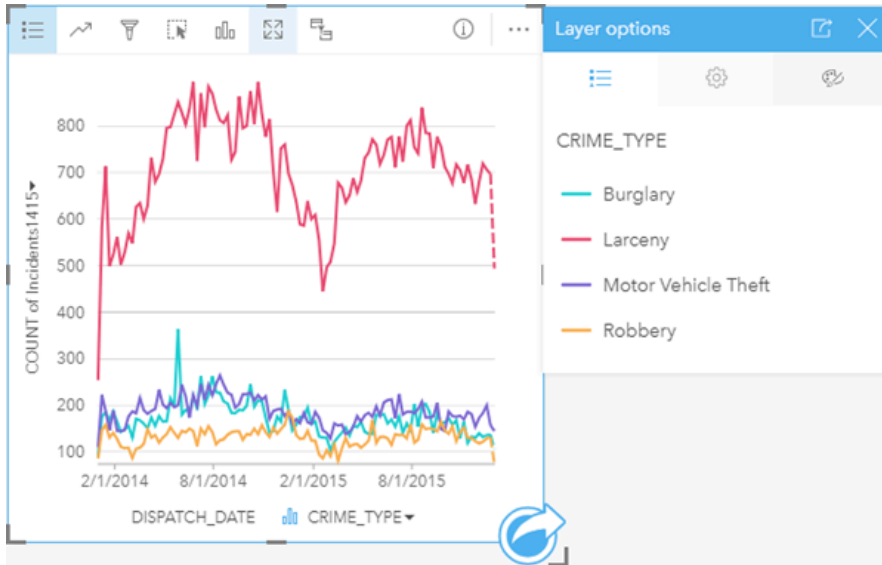 Layer options
CRIME_TYPE
Burglary
Larceny
Motor Vehicle Theft
Robbery
COUNT of Incidents1415
800
700
600
500
400
300
200
100
2/1/2014
8/1/2014
2/1/2015
8/1/2015
DISPATCH_DATE
CRIME_TYPE